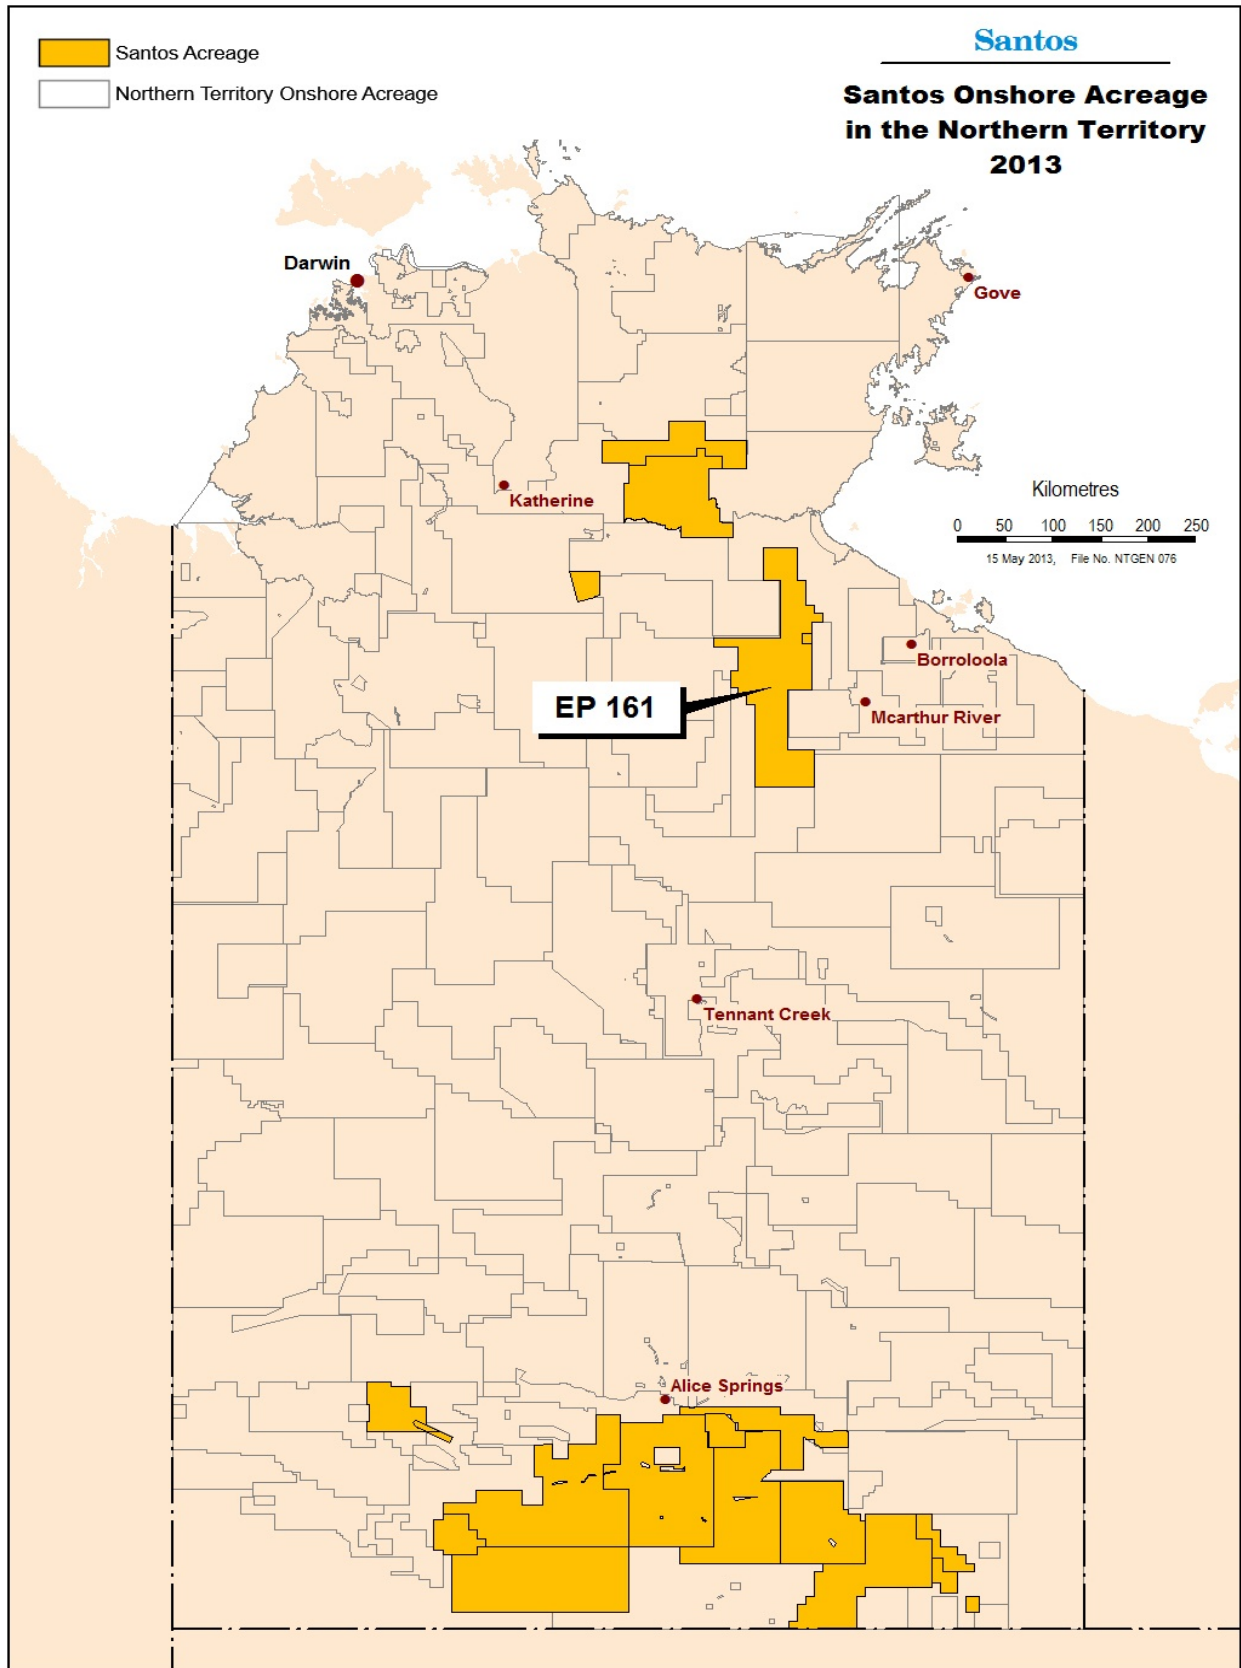 Santos Acreage
Northern Territory Onshore Acreage
Santos
Santos Onshore Acreage
in the Northern Territory
2013
Darwin
Gove
Katherine
Kilometres
0 50 100 150 200 250
15 May 2013, File No. NTGEN 076
Borroloola
EP 161
Mcarthur River
Tennant Creek
Alice Springs